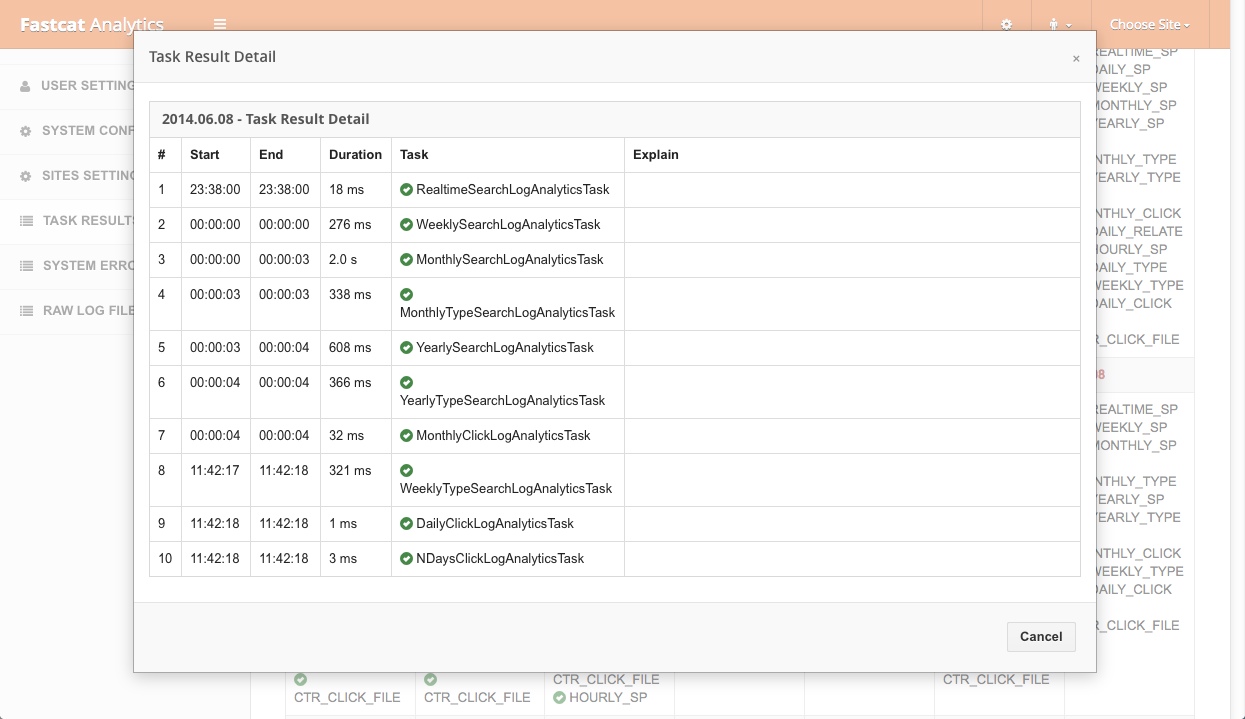 Fastcat Analytics
Choose Site
USER SETTING
SYSTEM CONF
SITES SETTING
TASK RESULTS
SYSTEM ERRO
RAW LOG FILE
Task Result Detail
×
2014.06.08 - Task Result Detail
# Start End Duration Task Explain
1 23:38:00 23:38:00 18 ms RealtimeSearchLogAnalyticsTask
2 00:00:00 00:00:00 276 ms WeeklySearchLogAnalyticsTask
3 00:00:00 00:00:03 2.0 s MonthlySearchLogAnalyticsTask
4 00:00:03 00:00:03 338 ms
MonthlyTypeSearchLogAnalyticsTask
5 00:00:03 00:00:04 608 ms YearlySearchLogAnalyticsTask
6 00:00:04 00:00:04 366 ms
YearlyTypeSearchLogAnalyticsTask
7 00:00:04 00:00:04 32 ms MonthlyClickLogAnalyticsTask
8 11:42:17 11:42:18 321 ms
WeeklyTypeSearchLogAnalyticsTask
9 11:42:18 11:42:18 1 ms DailyClickLogAnalyticsTask
10 11:42:18 11:42:18 3 ms NDaysClickLogAnalyticsTask
Cancel
EALTIME_SP
AILY_SP
WEEKLY_SP
MONTHLY_SP
YEARLY_SP
NTHLY_TYPE
YEARLY_TYPE
NTHLY_CLICK
DAILY_RELATE
HOURLY_SP
DAILY_TYPE
WEEKLY_TYPE
DAILY_CLICK
R_CLICK_FILE
08
REALTIME_SP
WEEKLY_SP
MONTHLY_SP
NTHLY_TYPE
YEARLY_SP
YEARLY_TYPE
NTHLY_CLICK
WEEKLY_TYPE
DAILY_CLICK
R_CLICK_FILE
CTR_CLICK_FILE CTR_CLICK_FILE
CTR_CLICK_FILE CTR_CLICK_FILE HOURLY_SP